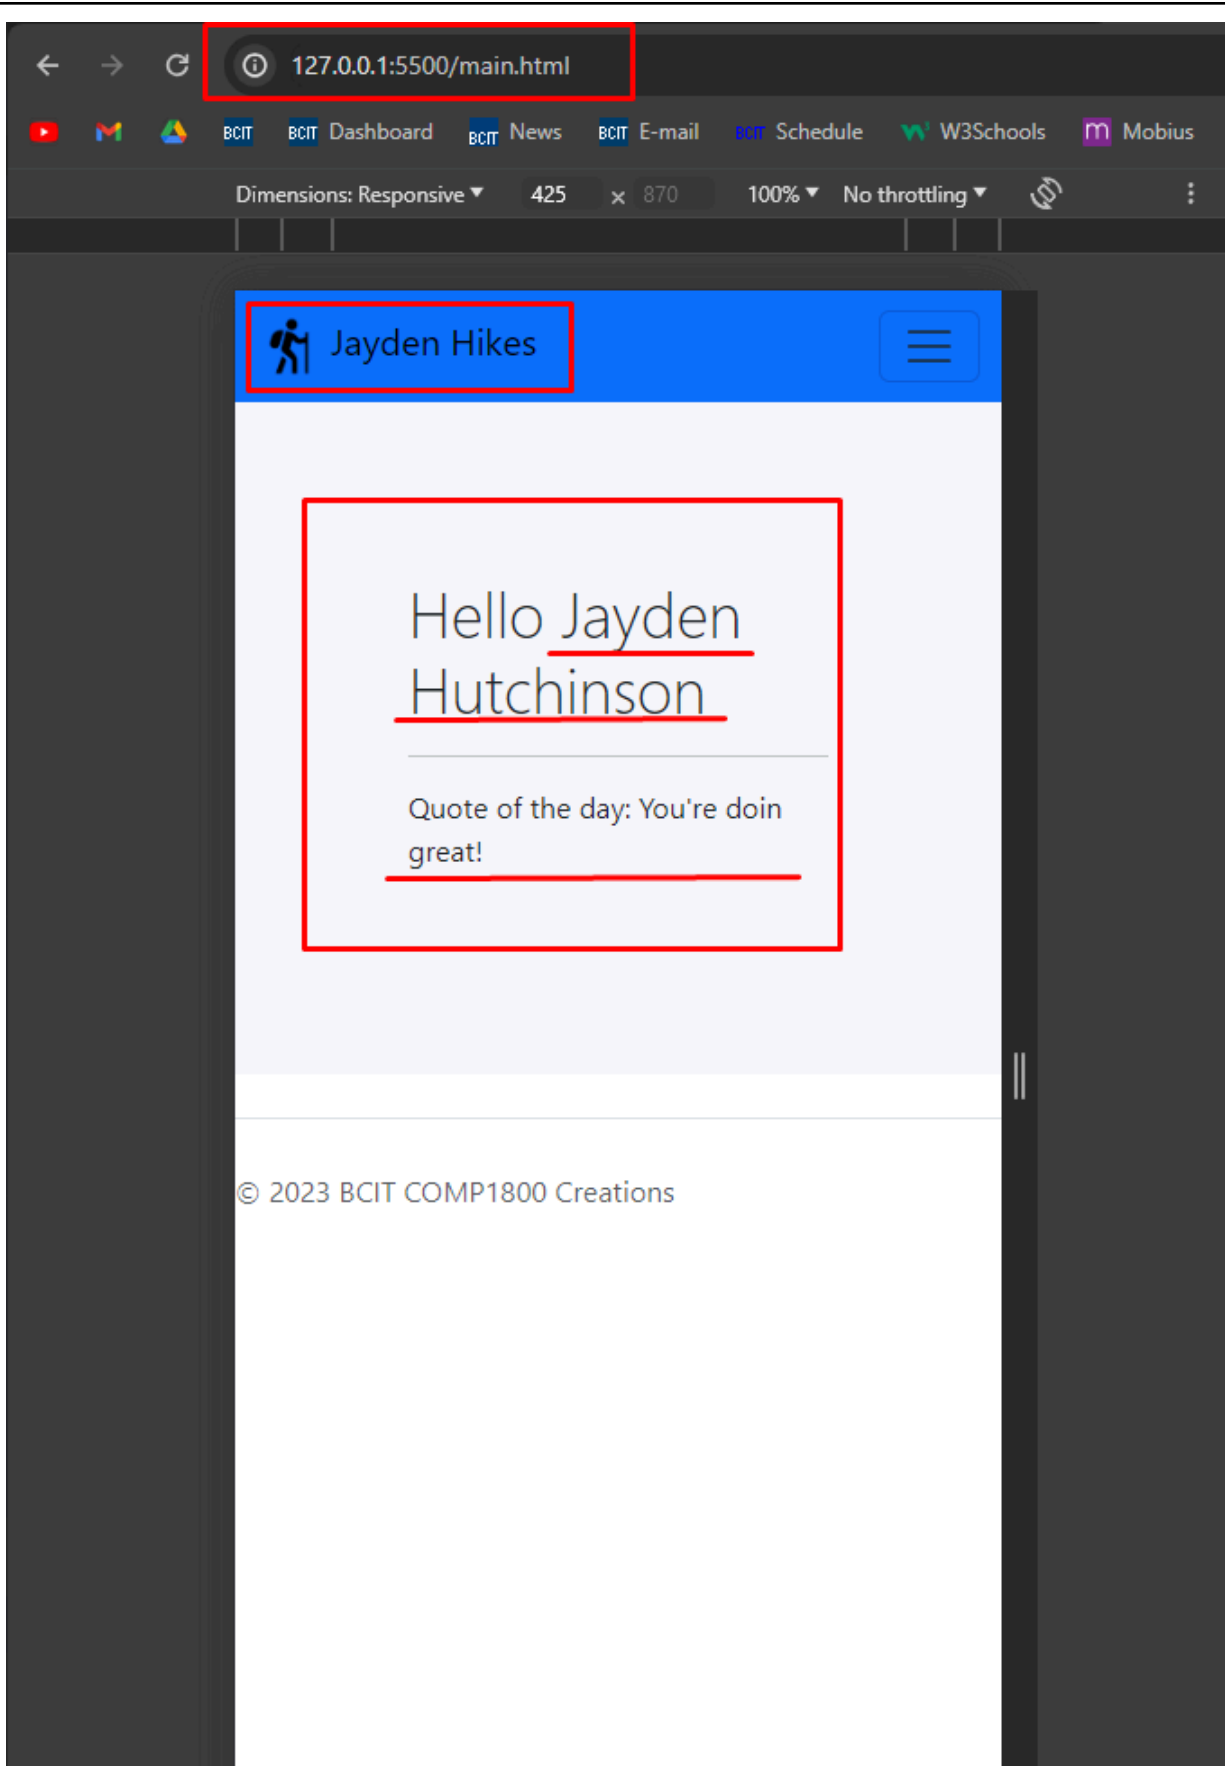 127.0.0.1:5500/main.html
BCIT BCIT Dashboard BCIT News BCIT E-mail BCIT Schedule W3Schools m Mobius
Dimensions: Responsive 425 x 870 100% No throttling
Jayden Hikes
Hello Jayden
Hutchinson
Quote of the day: You're doin
great!
© 2023 BCIT COMP1800 Creations